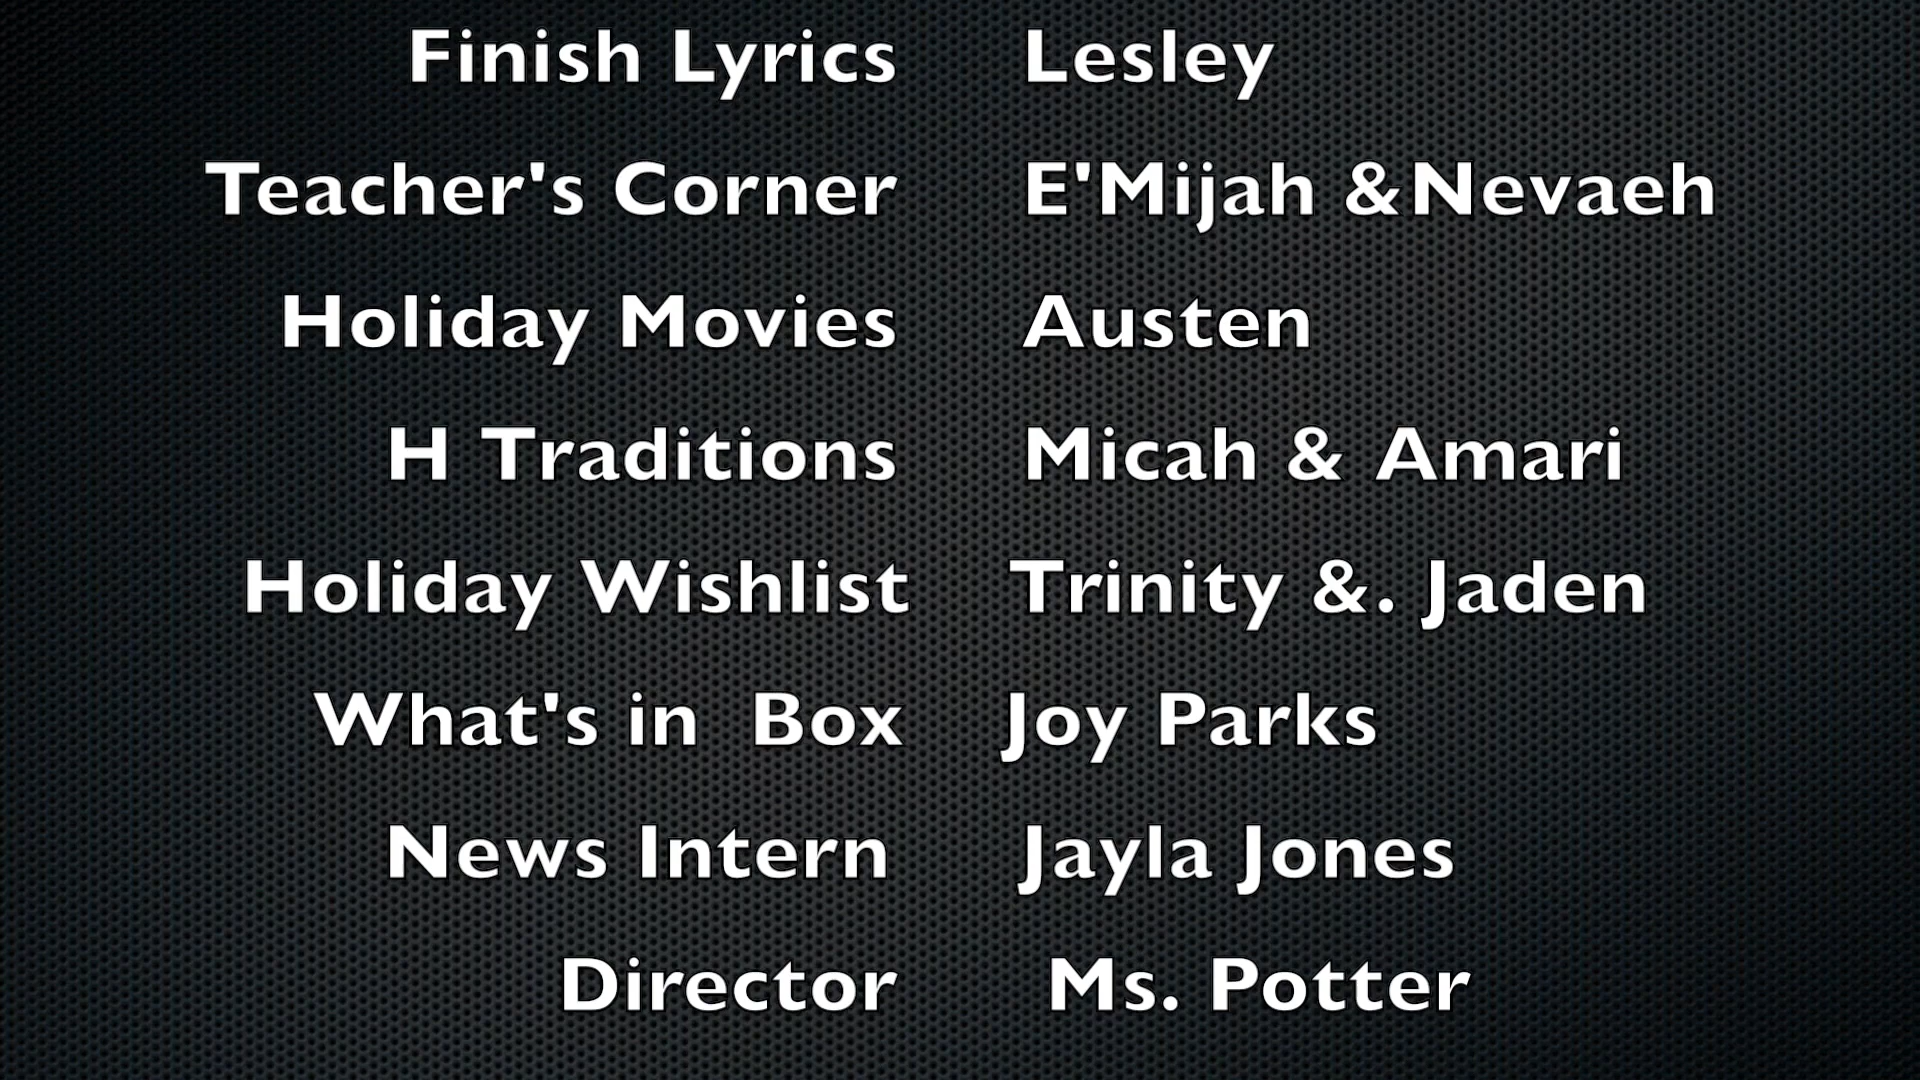 Finish Lyrics Lesley
Teacher's Corner E'Mijah &Nevaeh
Holiday Movies Austen
H Traditions Micah & Amari
Holiday Wishlist Trinity &. Jaden
What's in  Box Joy Parks
News Intern Jayla Jones
Director Ms. Potter